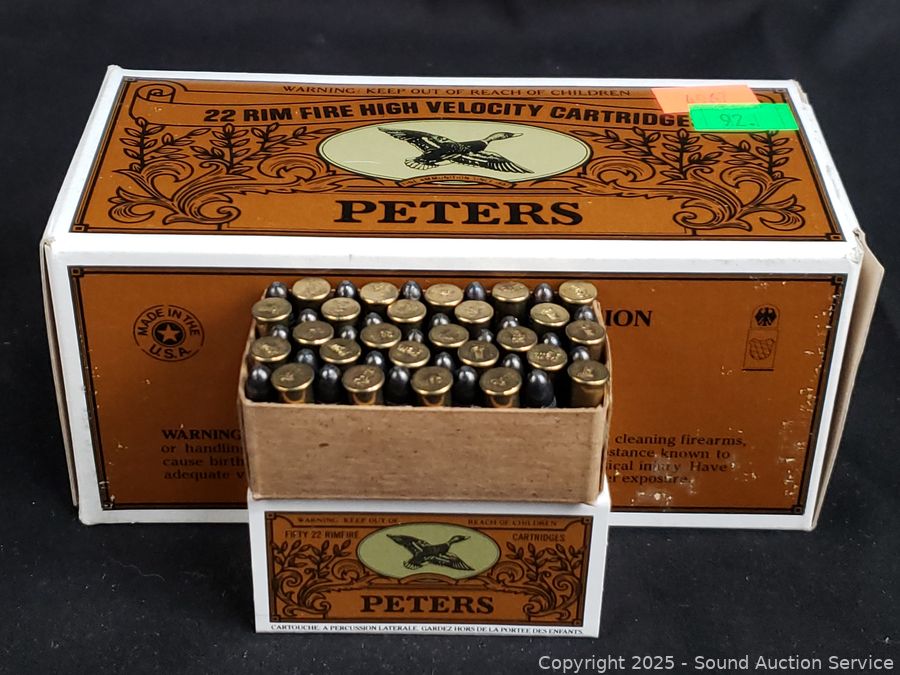 WARNING: KEEP OUT OF REACH OF CHILDREN
22 RIM FIRE HIGH VELOCITY CARTRIDGE
92.
PETERS
MADE IN THE
U.S.A.
ION
WARNING
or handlin
cleaning firearms,
stance known to
cause birth
ical injury. Have
adequate v
er exposure.
WARNING: KEEP OUT OF REACH OF CHILDREN
FIFTY 22 RIMFIRE CARTRIDGES
PETERS
CARTOUCHE A PERCUSSION LATERALE. GARDEZ HORS DE LA PORTEE DES ENFANTS.
Copyright © 2025 - Sound Auction Service